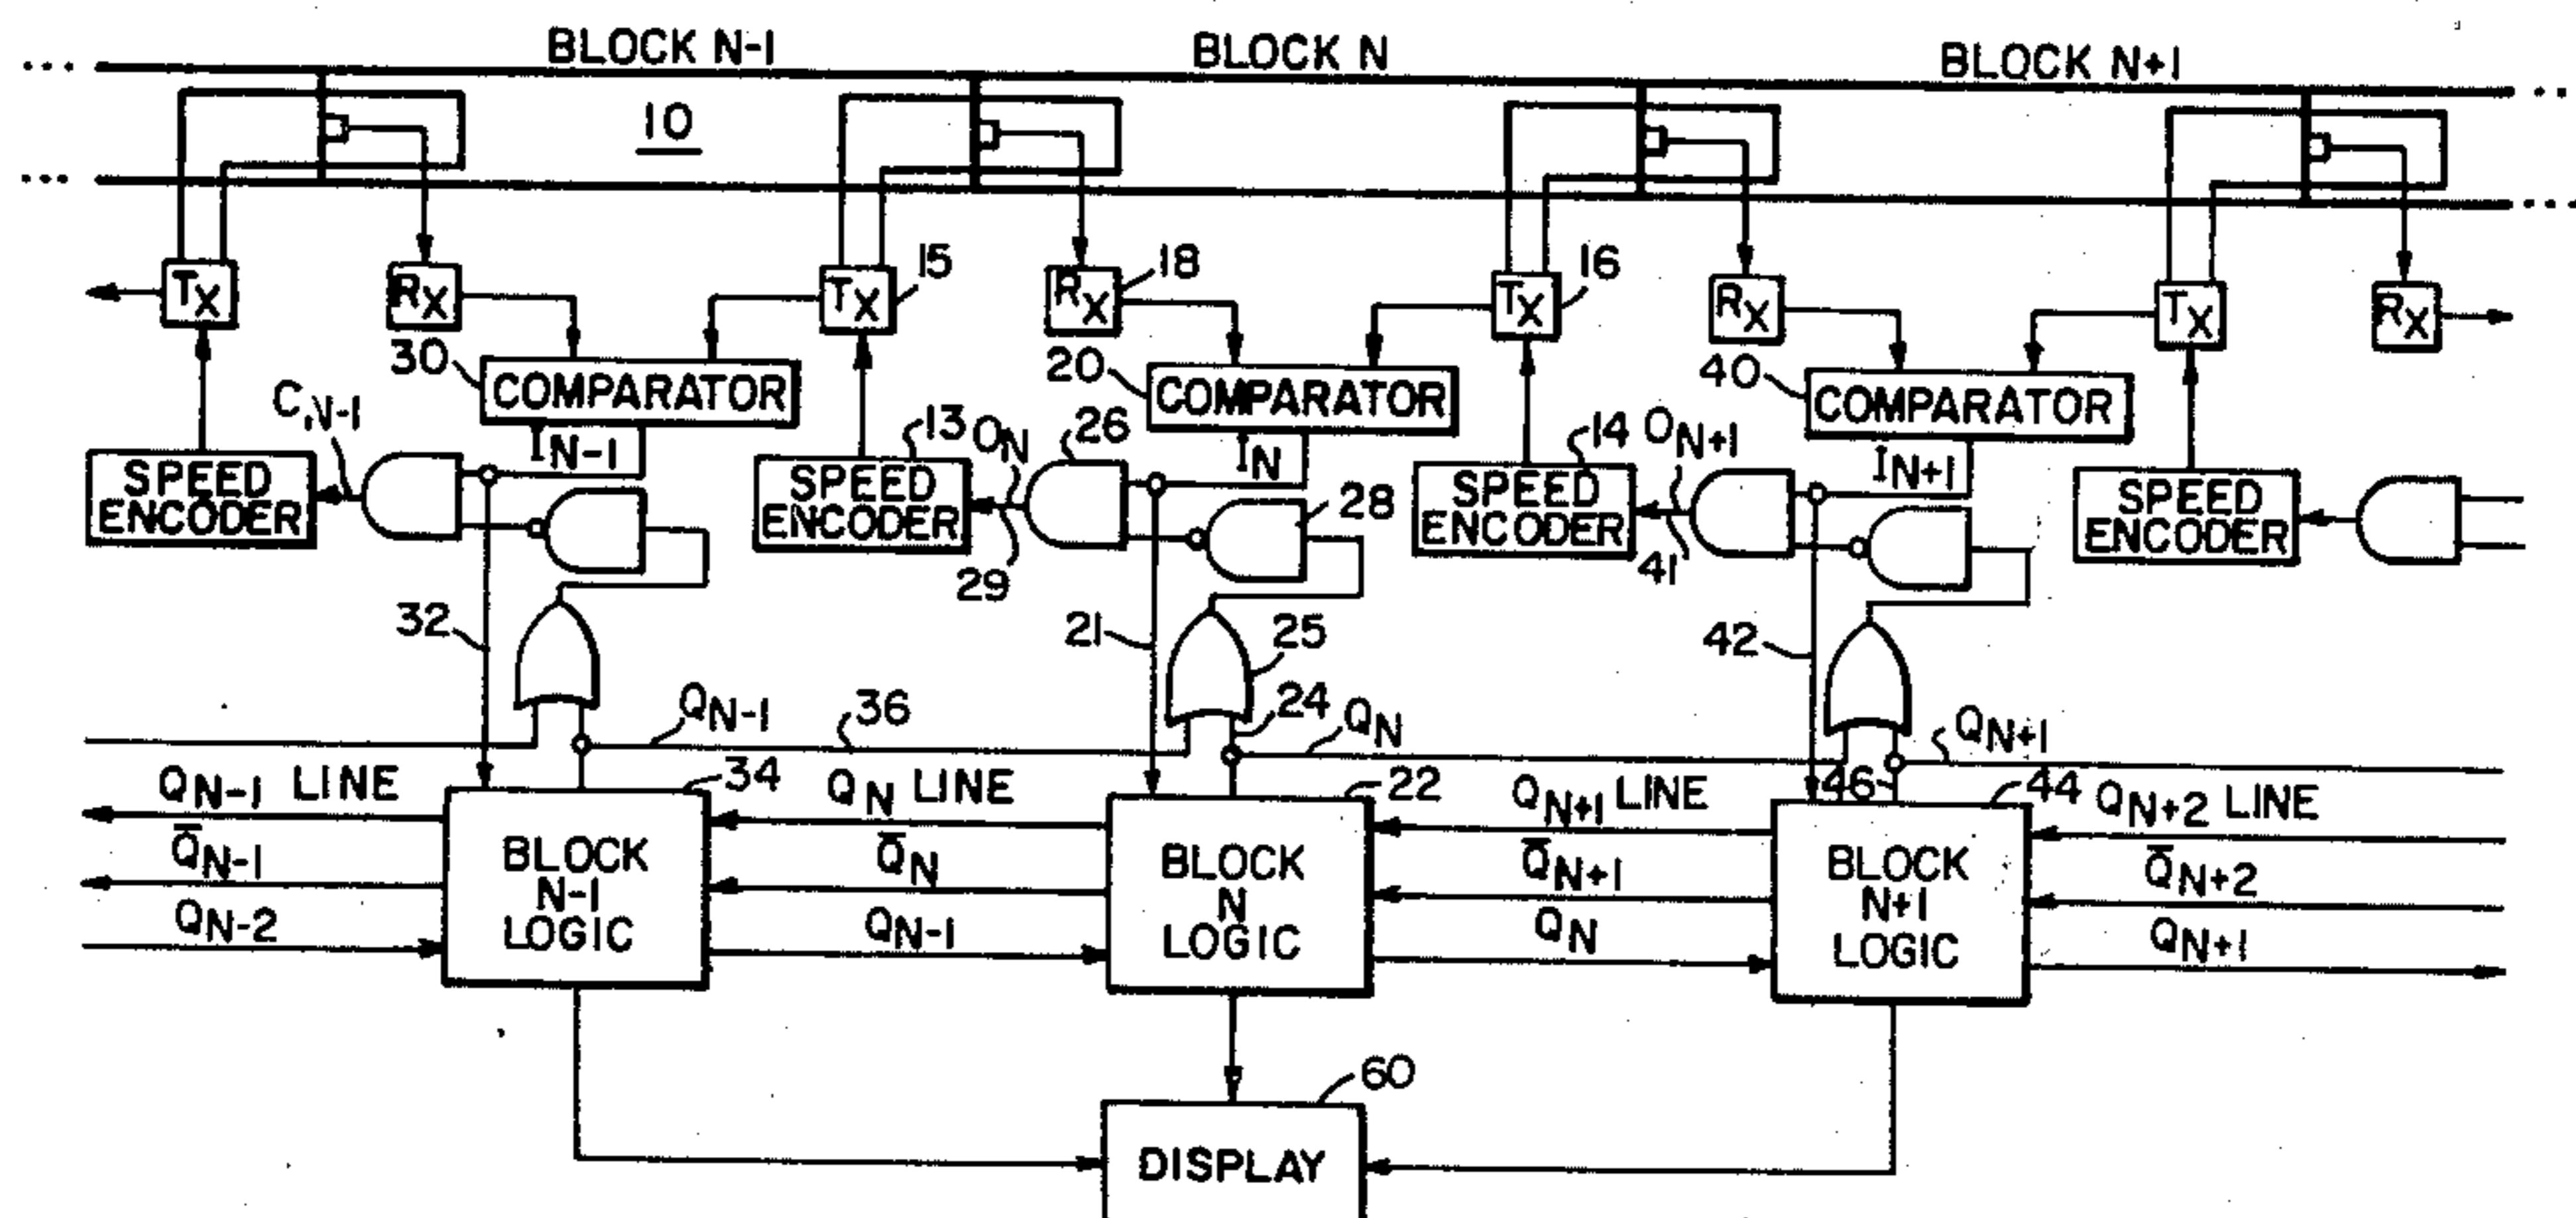 BLOCK N-1
BLOCK N
BLOCK N+1
... ...
10
... ...
TX
RX
TX
15
RX
18
TX
16
RX
TX
RX
30
COMPARATOR
20
COMPARATOR
40
COMPARATOR
CN-1
IN-1
13
ON
26
IN
14
ON+1
IN+1
SPEED
ENCODER
SPEED
ENCODER
28
SPEED
ENCODER
SPEED
ENCODER
29
41
32
21
25
42
QN-1
36
24
QN
QN+1
QN-1 LINE
34
QN LINE
22
QN+1 LINE
46
44
QN+2 LINE
Q̅N-1
BLOCK
N-1
LOGIC
Q̅N
BLOCK
N
LOGIC
Q̅N+1
BLOCK
N+1
LOGIC
Q̅N+2
QN-2
QN-1
QN
QN+1
60
DISPLAY